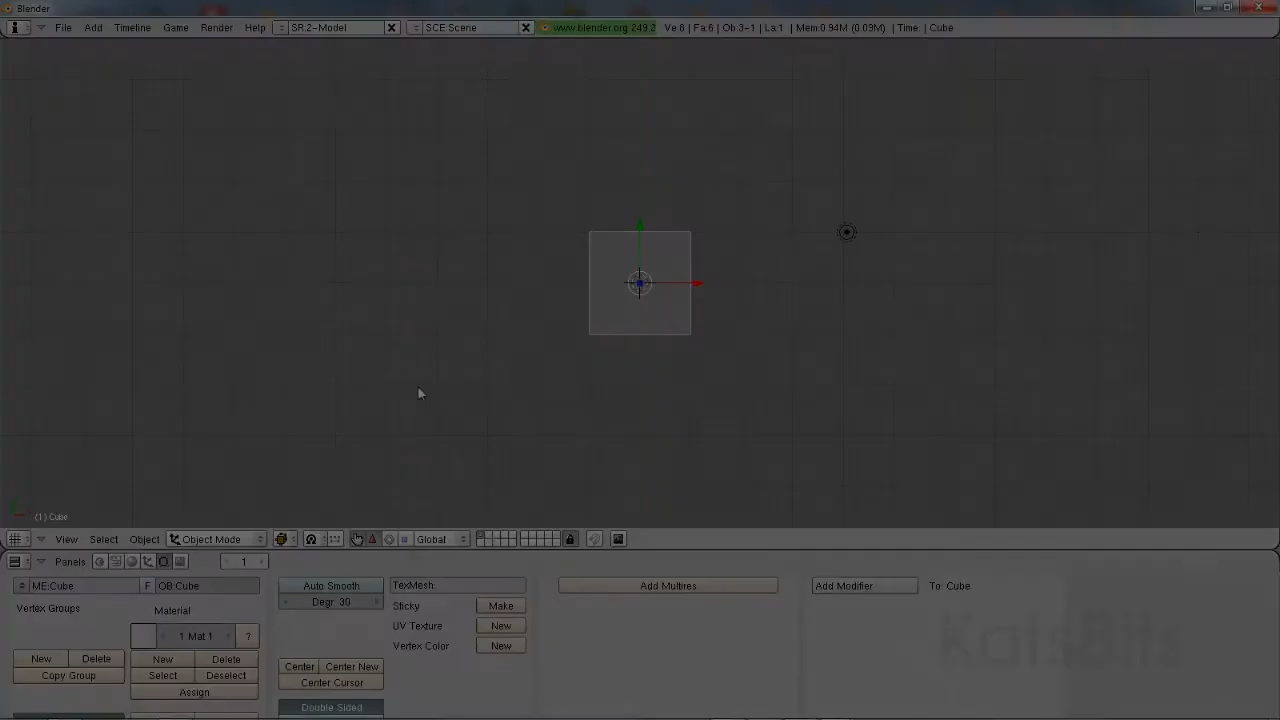 Blender
File Add Timeline Game Render Help SR:2-Model SCE:Scene www.blender.org 249.2 Ve:8 | Fa:6 | Ob:3-1 | La:1 | Mem:0.94M (0.09M) | Time: | Cube
(1) Cube
View Select Object Object Mode Global
Panels 1
ME:Cube F OB:Cube Auto Smooth TexMesh: Add Multires Add Modifier To: Cube
Degr: 30
Vertex Groups Material Sticky Make
1 Mat 1 ? UV Texture New
Vertex Color New
New Delete New Delete Center Center New
Copy Group Select Deselect Center Cursor
Assign
Double Sided
KatsBits